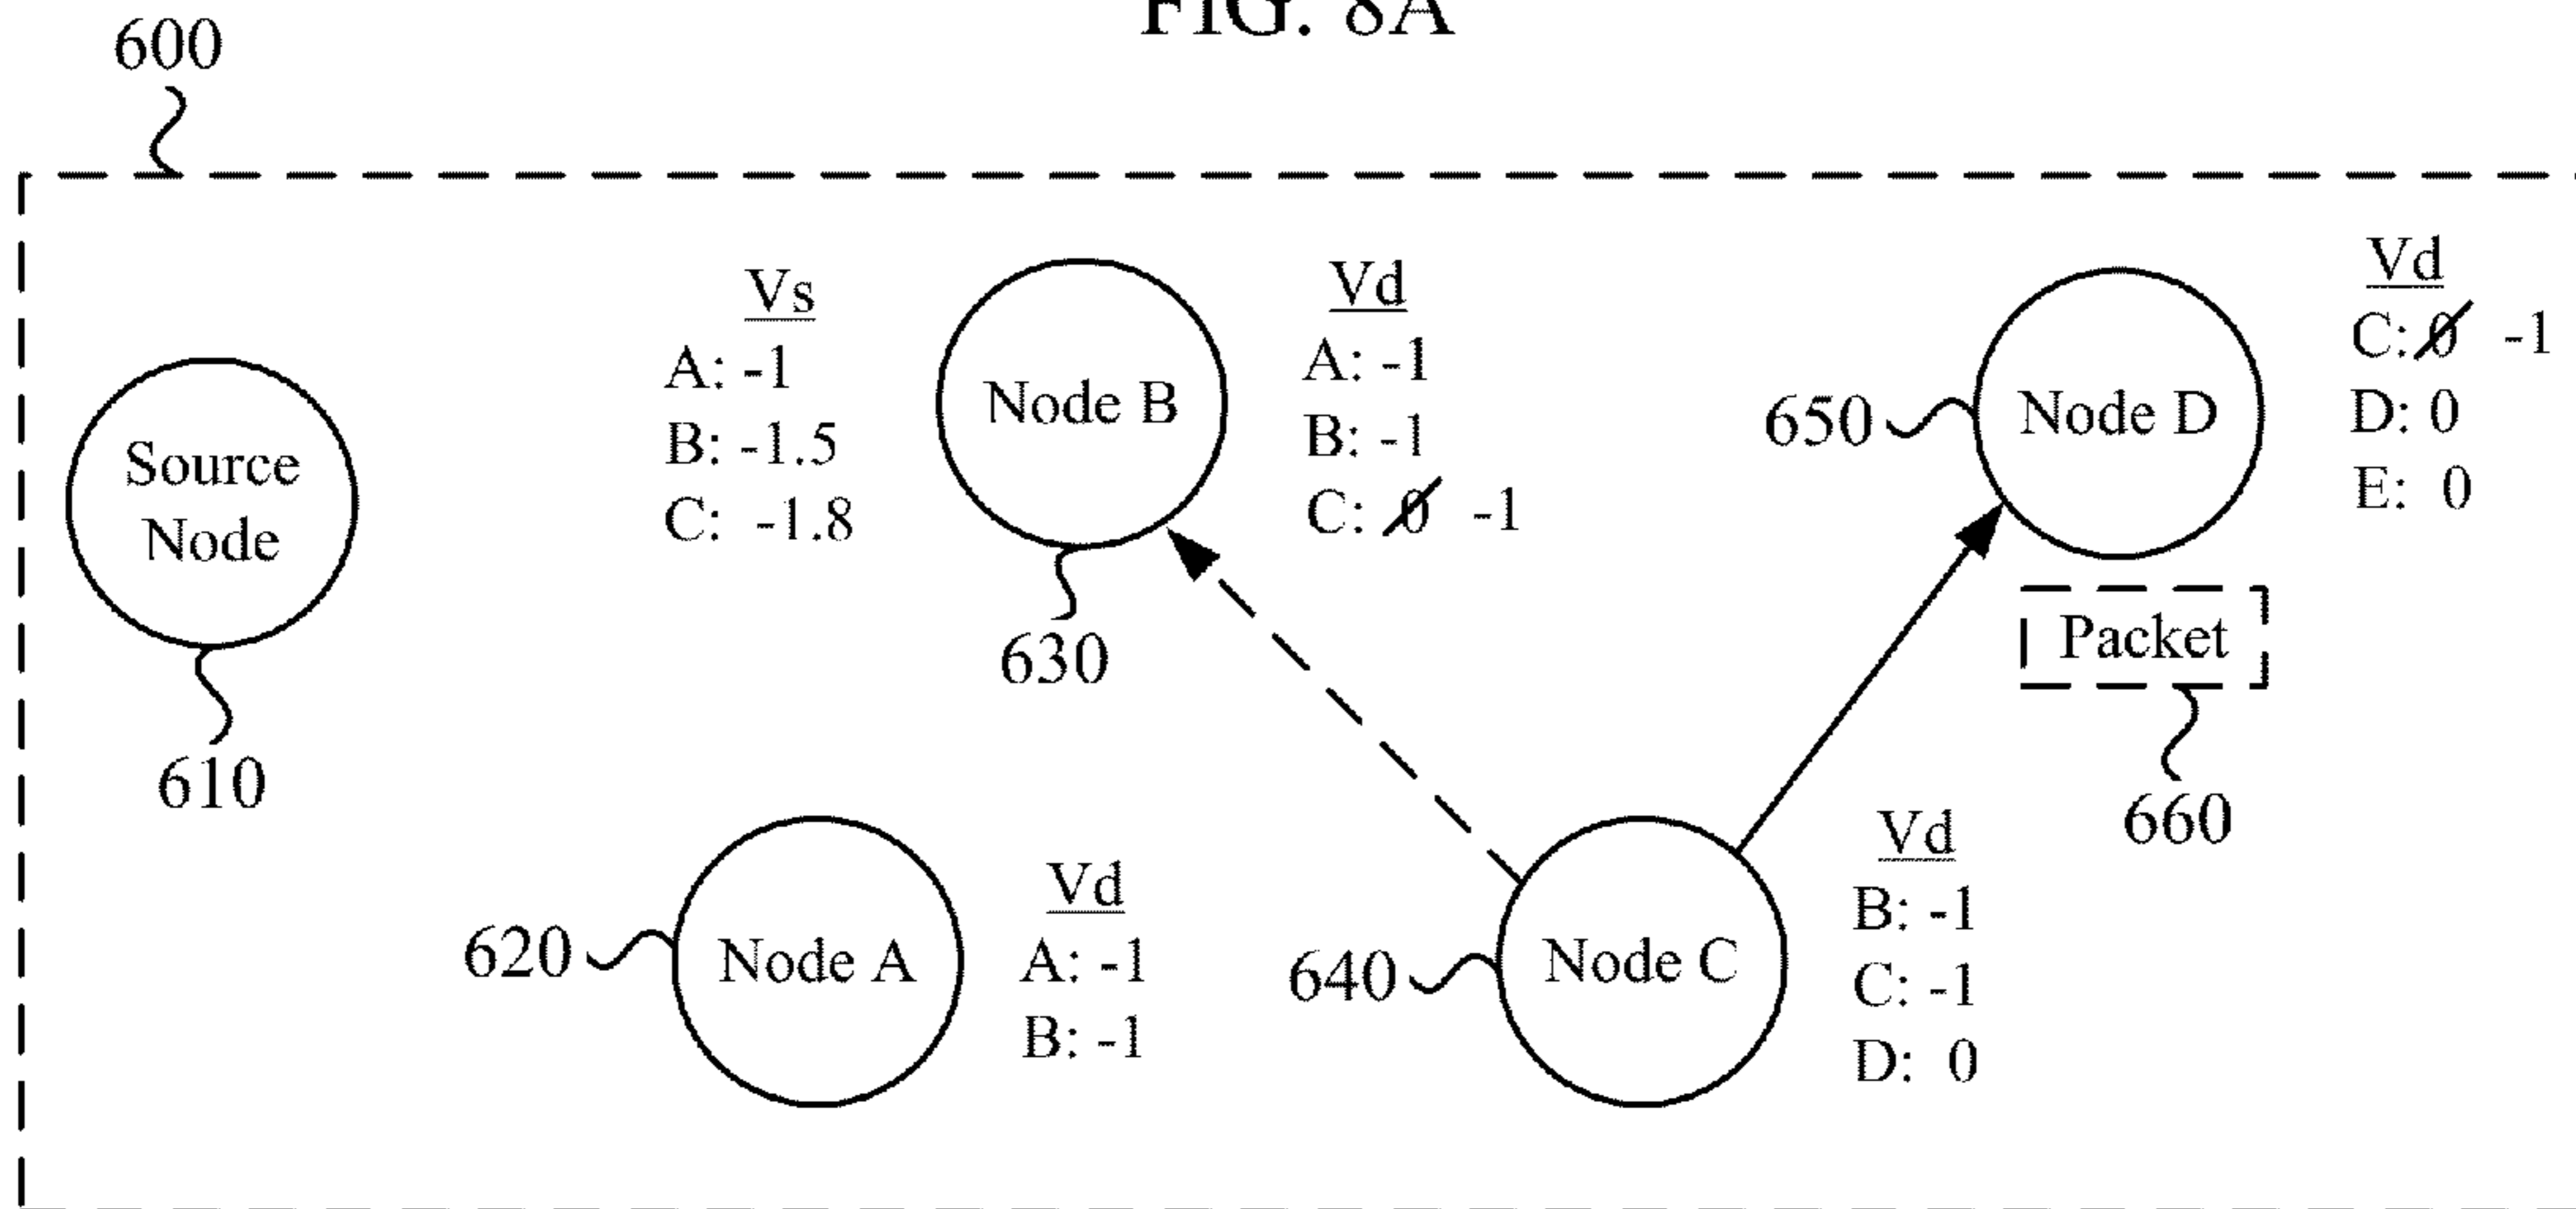 FIG. 8A
600
Vs
A: -1
B: -1.5
C: -1.8
Node B
Vd
A: -1
B: -1
C: 0 -1
630
Source
Node
610
650
Node D
Vd
C: 0 -1
D: 0
E: 0
Packet
660
620
Node A
Vd
A: -1
B: -1
640
Node C
Vd
B: -1
C: -1
D: 0